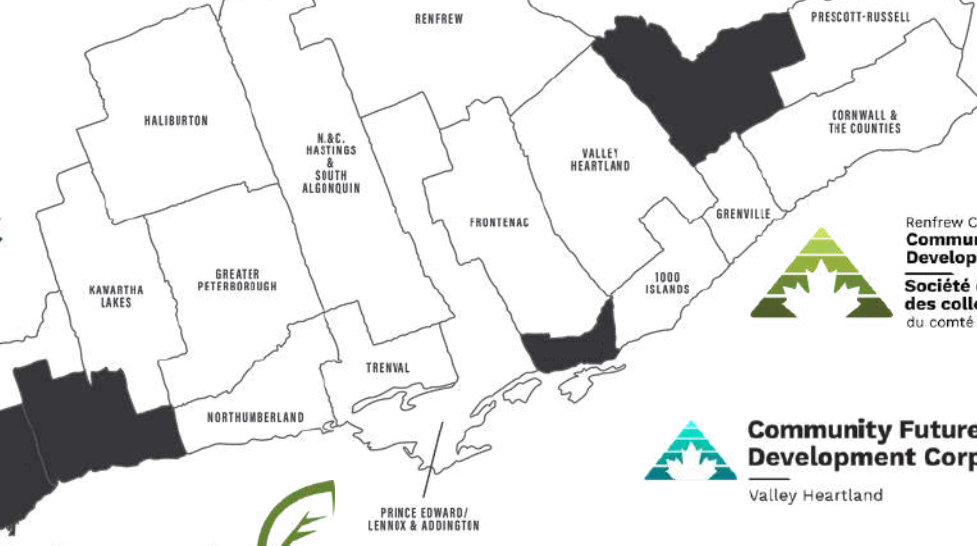 RENFREW
PRESCOTT-RUSSELL
HALIBURTON
N.&C.
HASTINGS
&
SOUTH
ALGONQUIN
CORNWALL &
THE COUNTIES
VALLEY
HEARTLAND
FRONTENAC
GRENVILLE
KAWARTHA
LAKES
GREATER
PETERBOROUGH
1000
ISLANDS
TRENVAL
NORTHUMBERLAND
PRINCE EDWARD/
LENNOX & ADDINGTON
Renfrew C
Commun
Develop
Société
des colle
du comté
Community Future
Development Corp
Valley Heartland